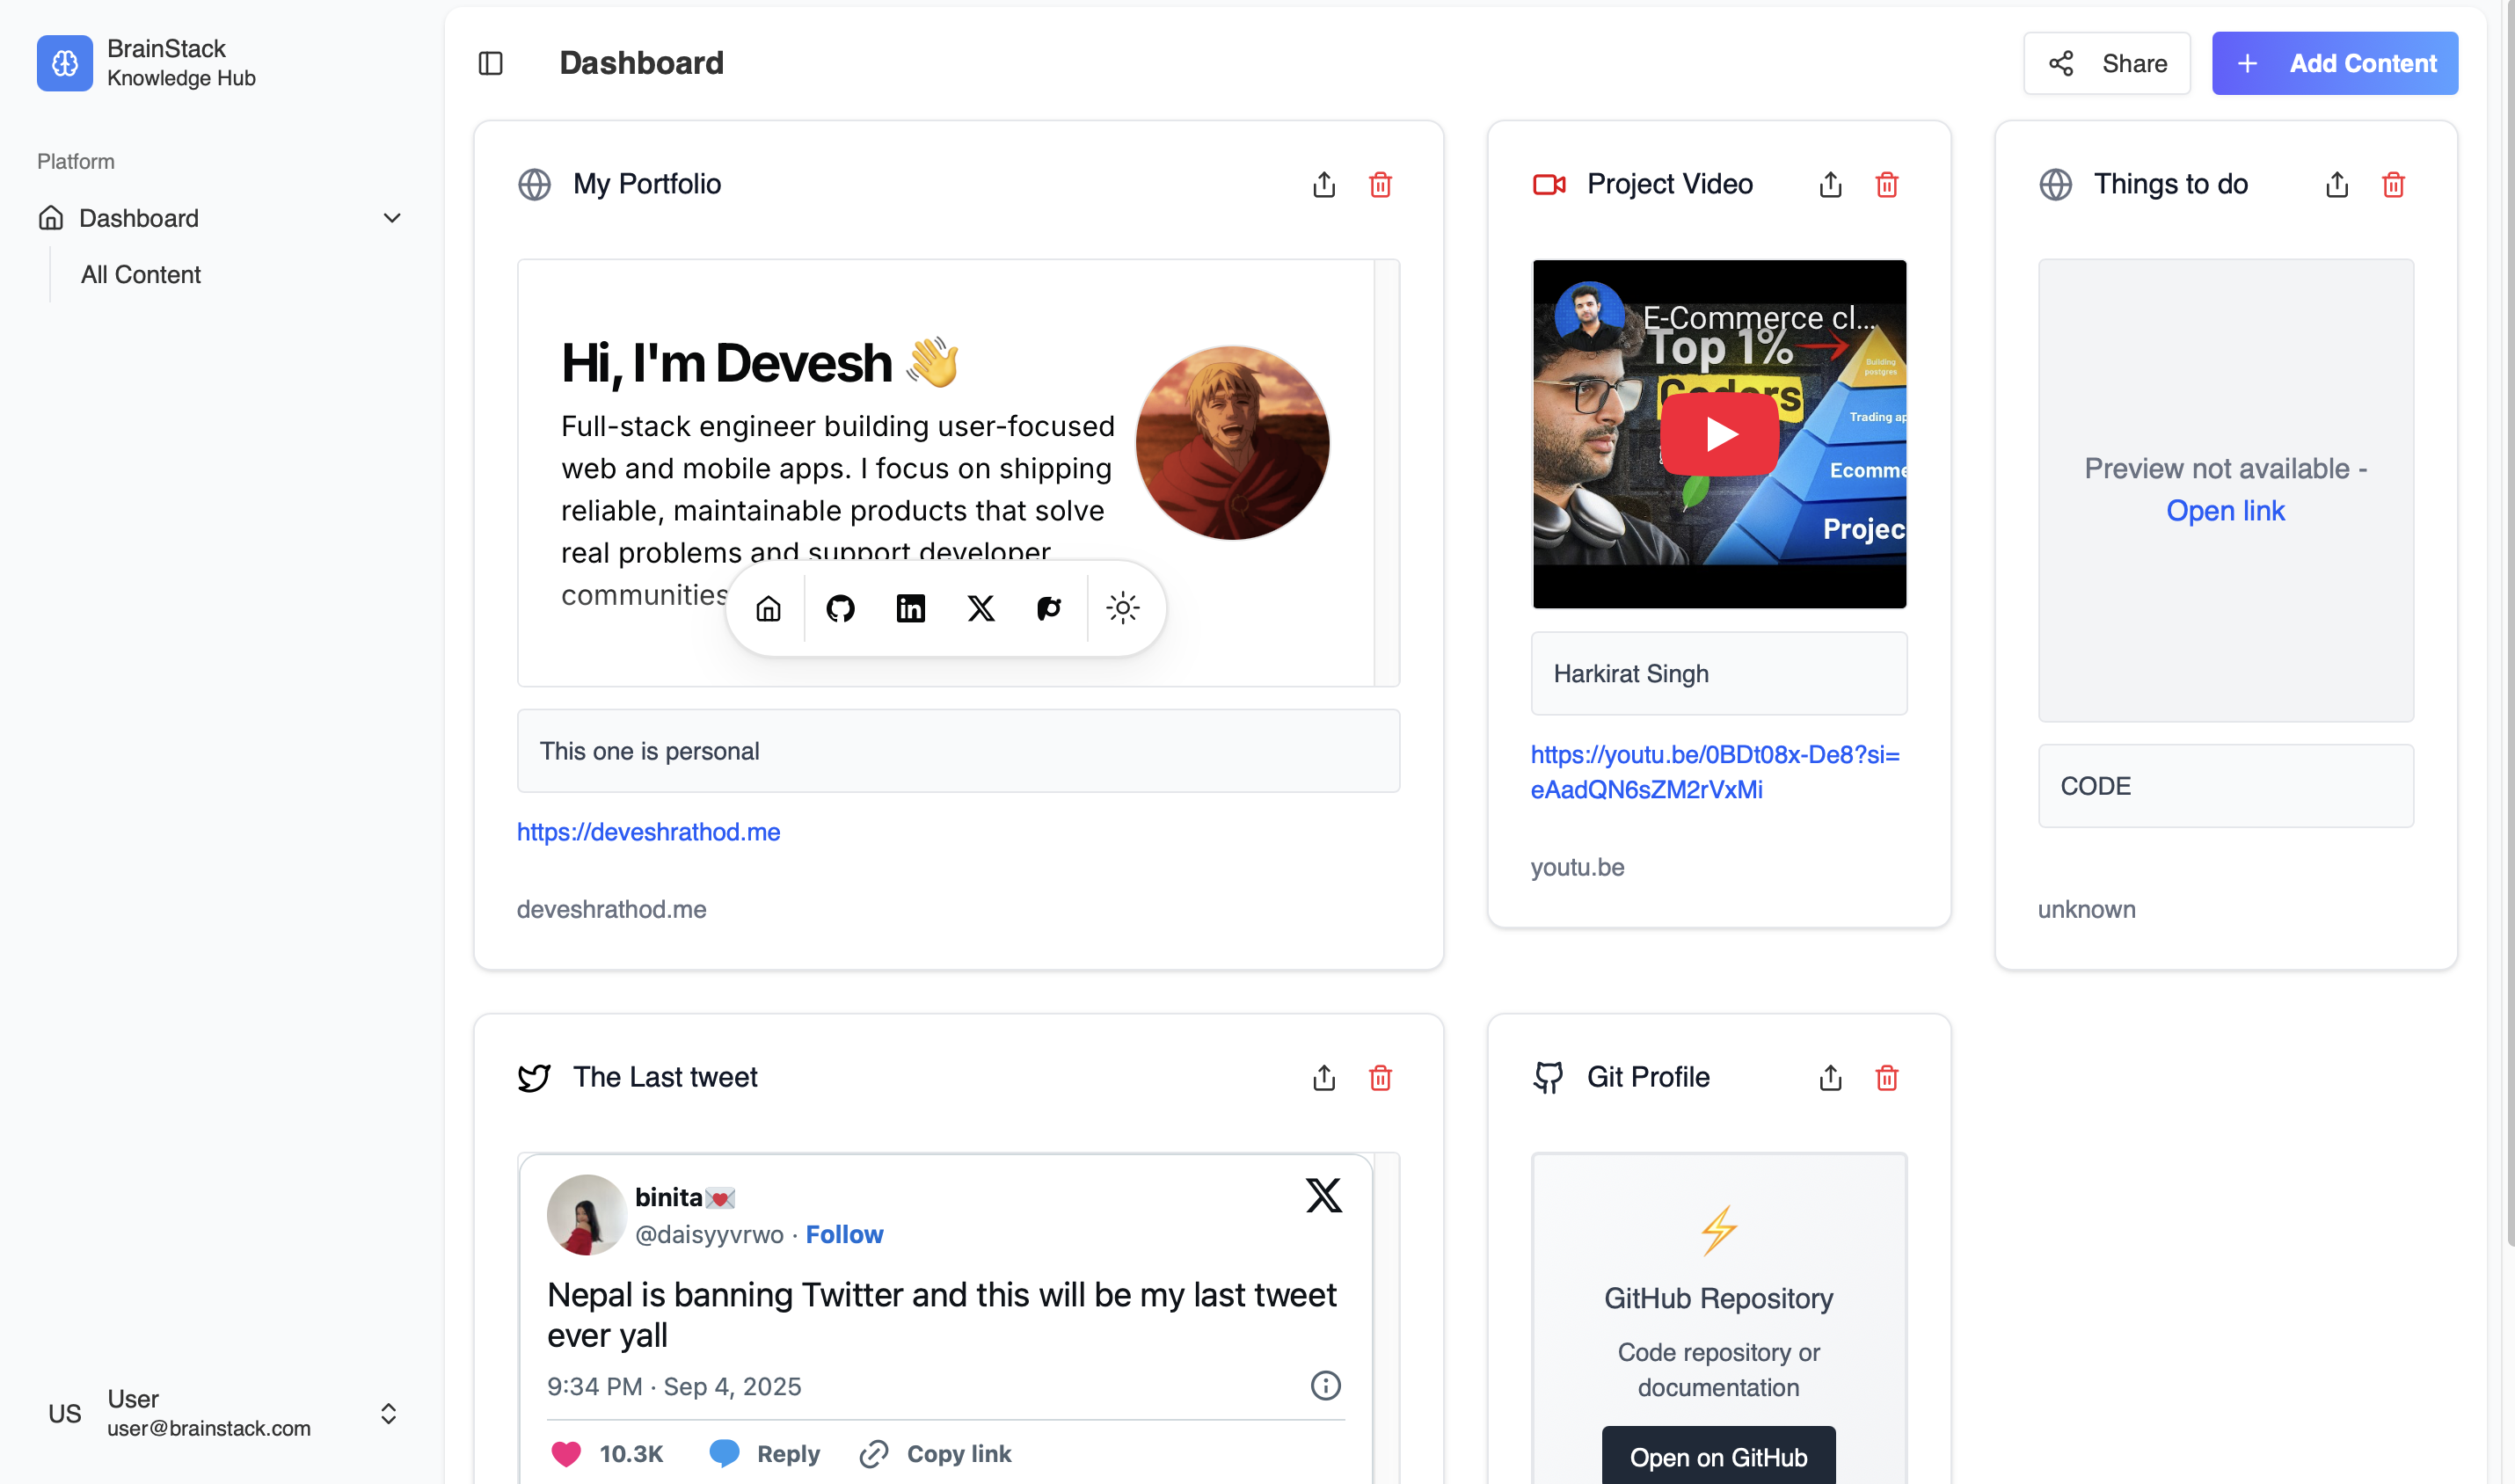 BrainStack
Knowledge Hub
Platform
Dashboard
All Content
US
User
user@brainstack.com
Dashboard
Share
Add Content
My Portfolio
Hi, I'm Devesh 👋
Full-stack engineer building user-focused
web and mobile apps. I focus on shipping
reliable, maintainable products that solve
real problems and support developer
communities
This one is personal
https://deveshrathod.me
deveshrathod.me
Project Video
E-Commerce cl...
Top 1%
Coders
Building
postgres
Trading ap
Ecomme
Projec
Harkirat Singh
https://youtu.be/0BDt08x-De8?si=
eAadQN6sZM2rVxMi
youtu.be
Things to do
Preview not available -
Open link
CODE
unknown
The Last tweet
binita💌
@daisyyvrwo · Follow
Nepal is banning Twitter and this will be my last tweet
ever yall
9:34 PM · Sep 4, 2025
10.3K
Reply
Copy link
Git Profile
GitHub Repository
Code repository or
documentation
Open on GitHub